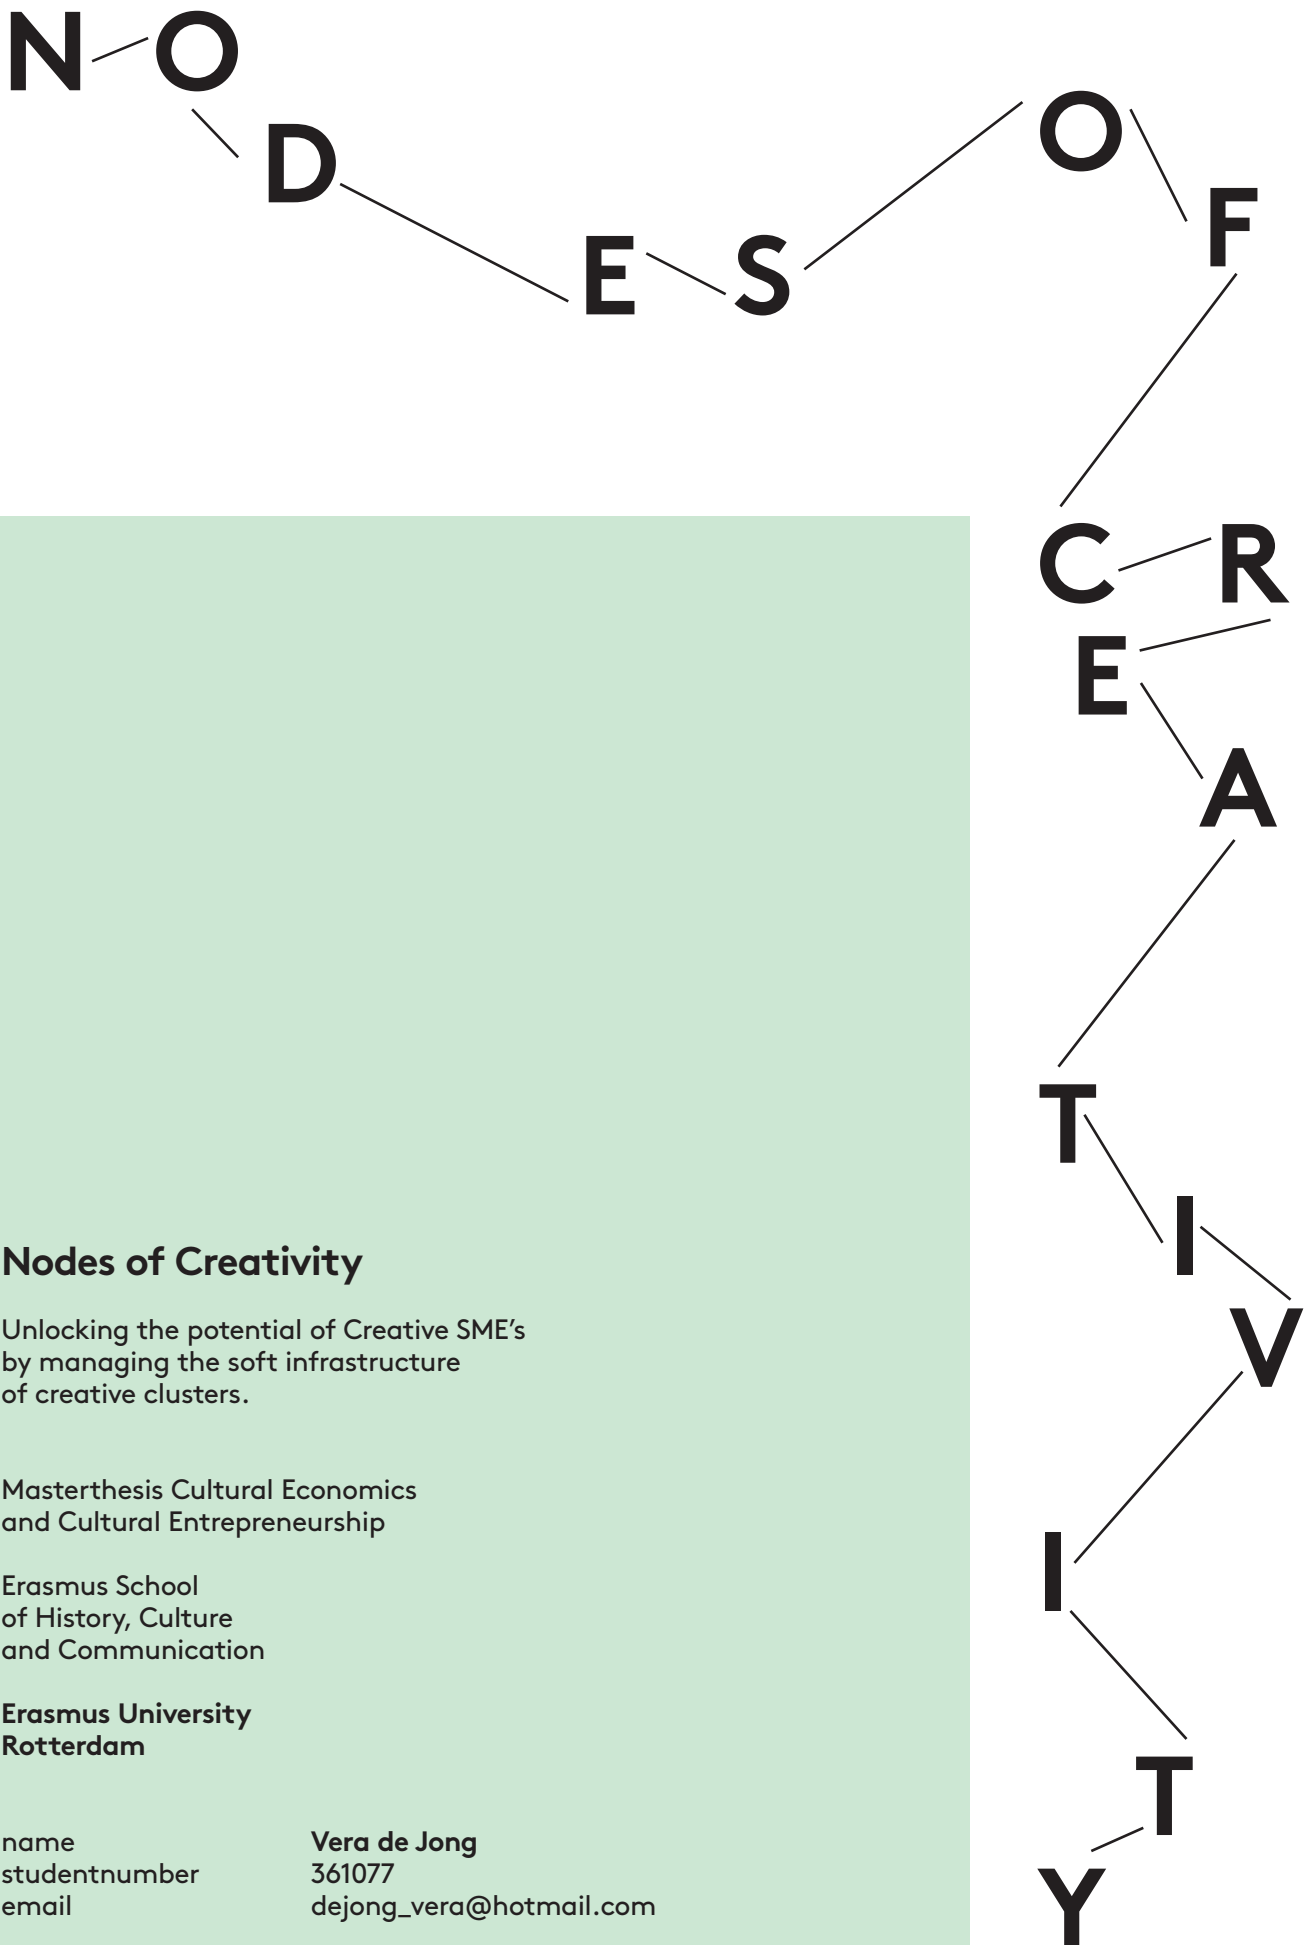 NODES OF
CREATIVITY
Nodes of Creativity
Unlocking the potential of Creative SME’s
by managing the soft infrastructure
of creative clusters.
Masterthesis Cultural Economics
and Cultural Entrepreneurship
Erasmus School
of History, Culture
and Communication
Erasmus University
Rotterdam
name Vera de Jong
studentnumber 361077
email dejong_vera@hotmail.com